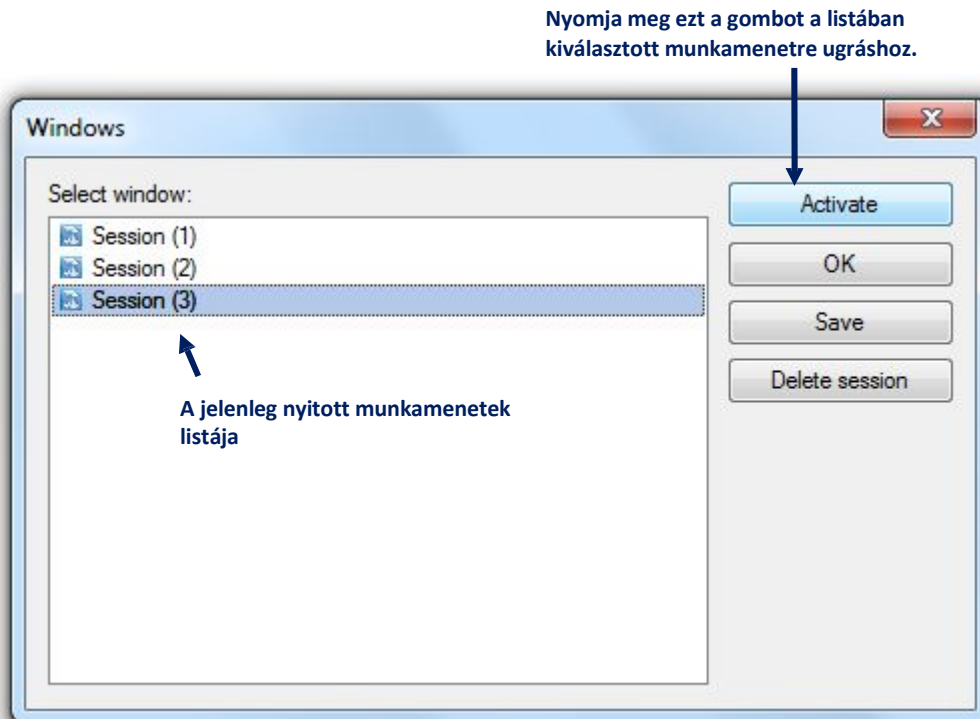 Nyomja meg ezt a gombot a listában
kiválasztott munkamenetre ugráshoz.
Windows
Select window:
Session (1)
Session (2)
Session (3)
A jelenleg nyitott munkamenetek
listája
Activate
OK
Save
Delete session